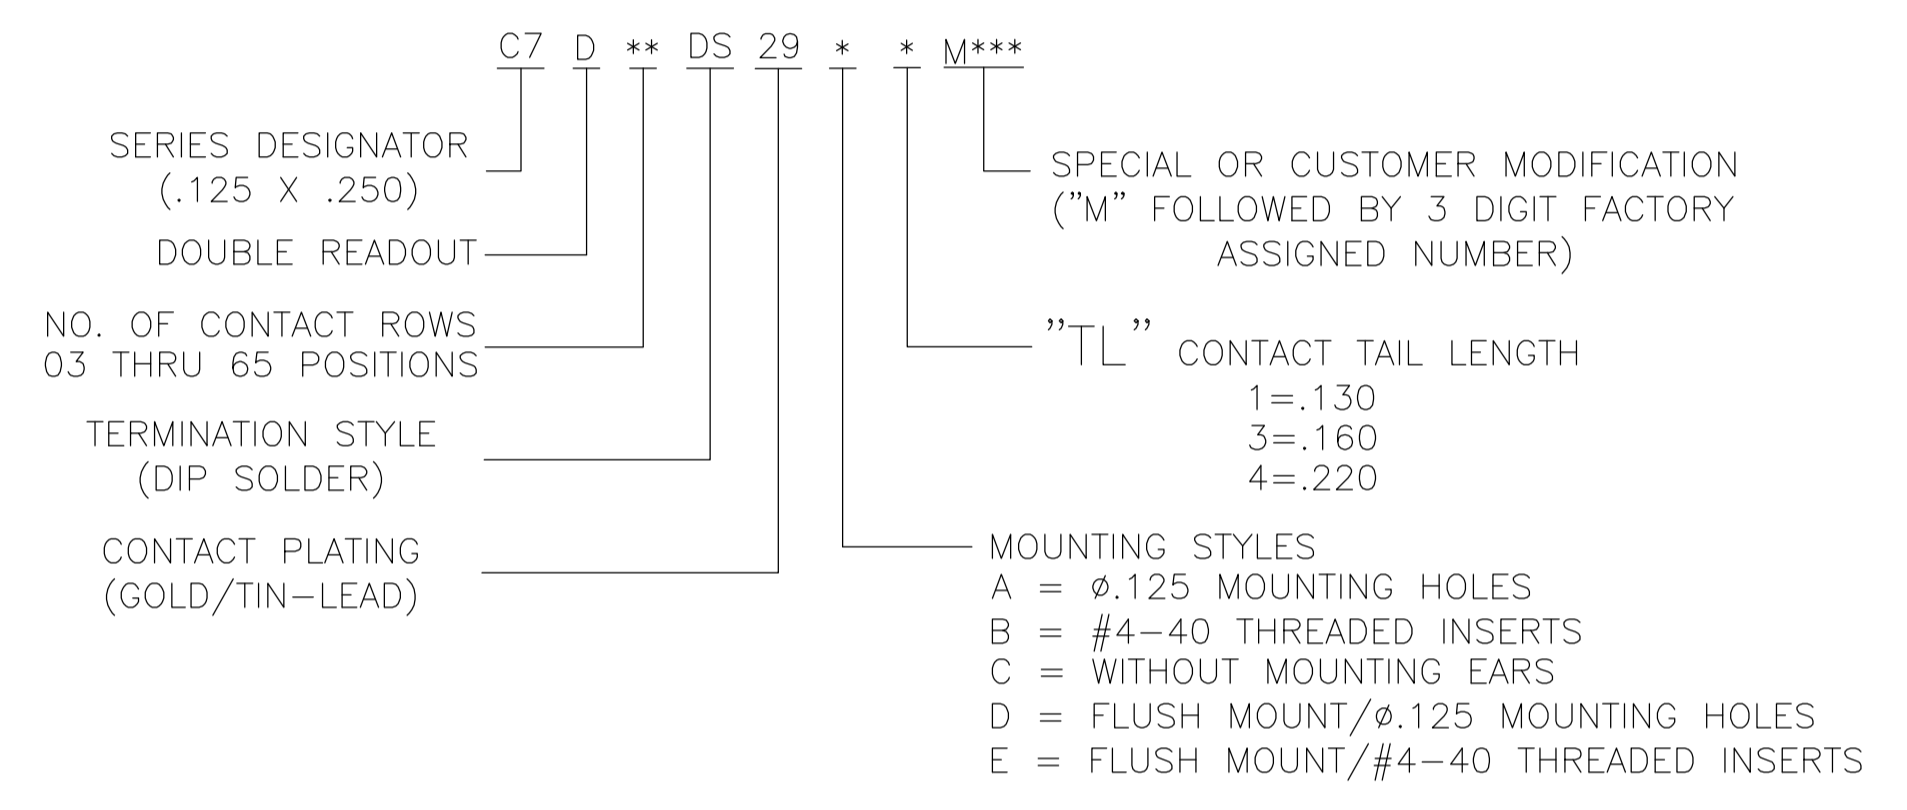 C7 D ** DS 29 * * M***
SERIES DESIGNATOR
(.125 X .250)
DOUBLE READOUT
NO. OF CONTACT ROWS
03 THRU 65 POSITIONS
TERMINATION STYLE
(DIP SOLDER)
CONTACT PLATING
(GOLD/TIN-LEAD)
SPECIAL OR CUSTOMER MODIFICATION
("M" FOLLOWED BY 3 DIGIT FACTORY
ASSIGNED NUMBER)
"TL" CONTACT TAIL LENGTH
1=.130
3=.160
4=.220
MOUNTING STYLES
A = ø.125 MOUNTING HOLES
B = #4-40 THREADED INSERTS
C = WITHOUT MOUNTING EARS
D = FLUSH MOUNT/ø.125 MOUNTING HOLES
E = FLUSH MOUNT/#4-40 THREADED INSERTS